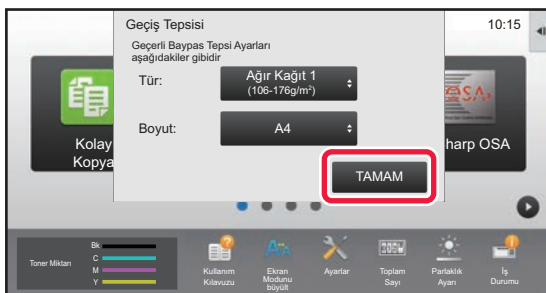 Geçiş Tepsisi
10:15
Geçerli Baypas Tepsi Ayarları
aşağıdakiler gibidir
Tür:
Ağır Kağıt 1
(106-176g/m²)
Boyut:
A4
TAMAM
Kolay
Kopya
harp OSA
Toner Miktarı
Bk
C
M
Y
Kullanım
Kılavuzu
Ekran
Modunu
büyült
Ayarlar
Toplam
Sayı
Parlaklık
Ayarı
İş
Durumu